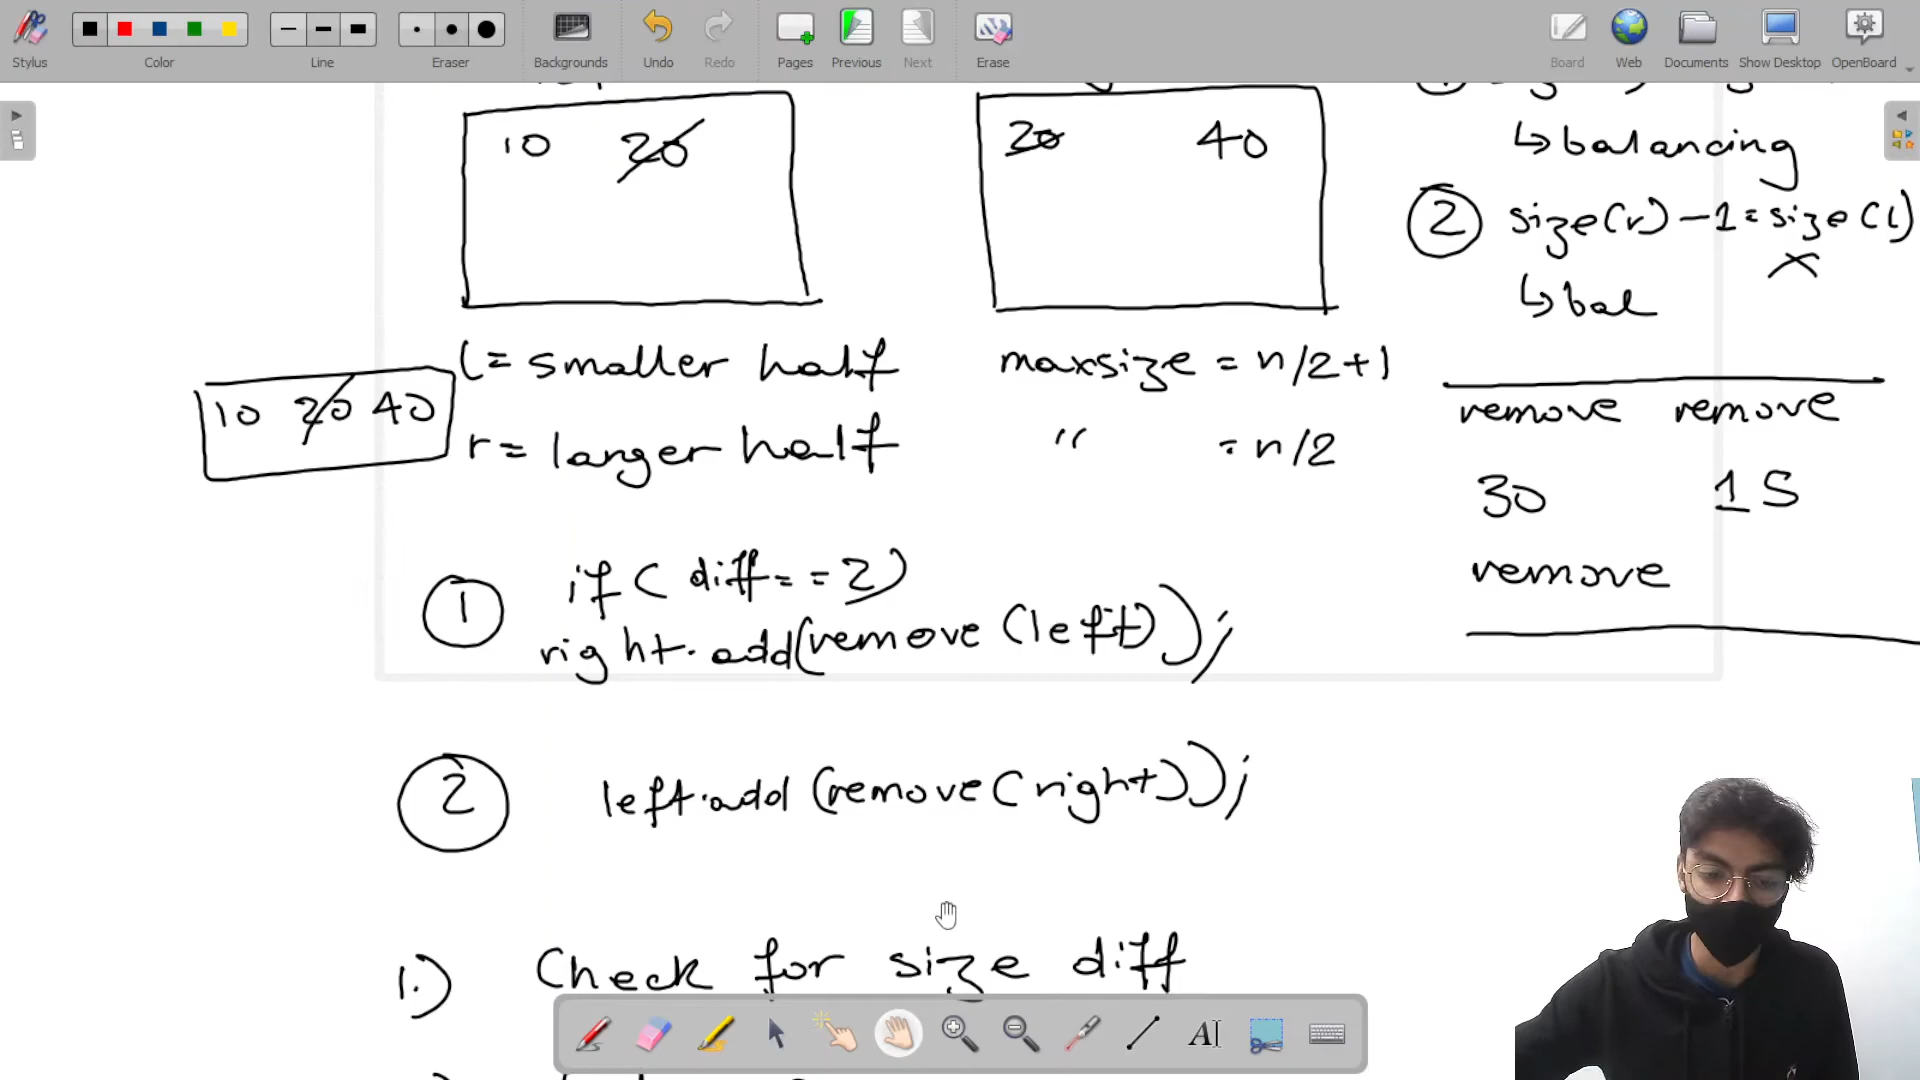 Stylus
Color
Line
Eraser
Backgrounds
Undo
Redo
Pages
Previous
Next
Erase
Board
Web
Documents
Show Desktop
OpenBoard
10 20
20 40
↳ balancing
② size(r) - 1 = size(l)
↳ bal
l = smaller half maxsize = n/2+1
10 20 40
r = larger half " = n/2
remove remove
30 15
remove
① if( diff == 2)
right.add(remove(left));
② left.add(remove(right));
1.) Check for size diff